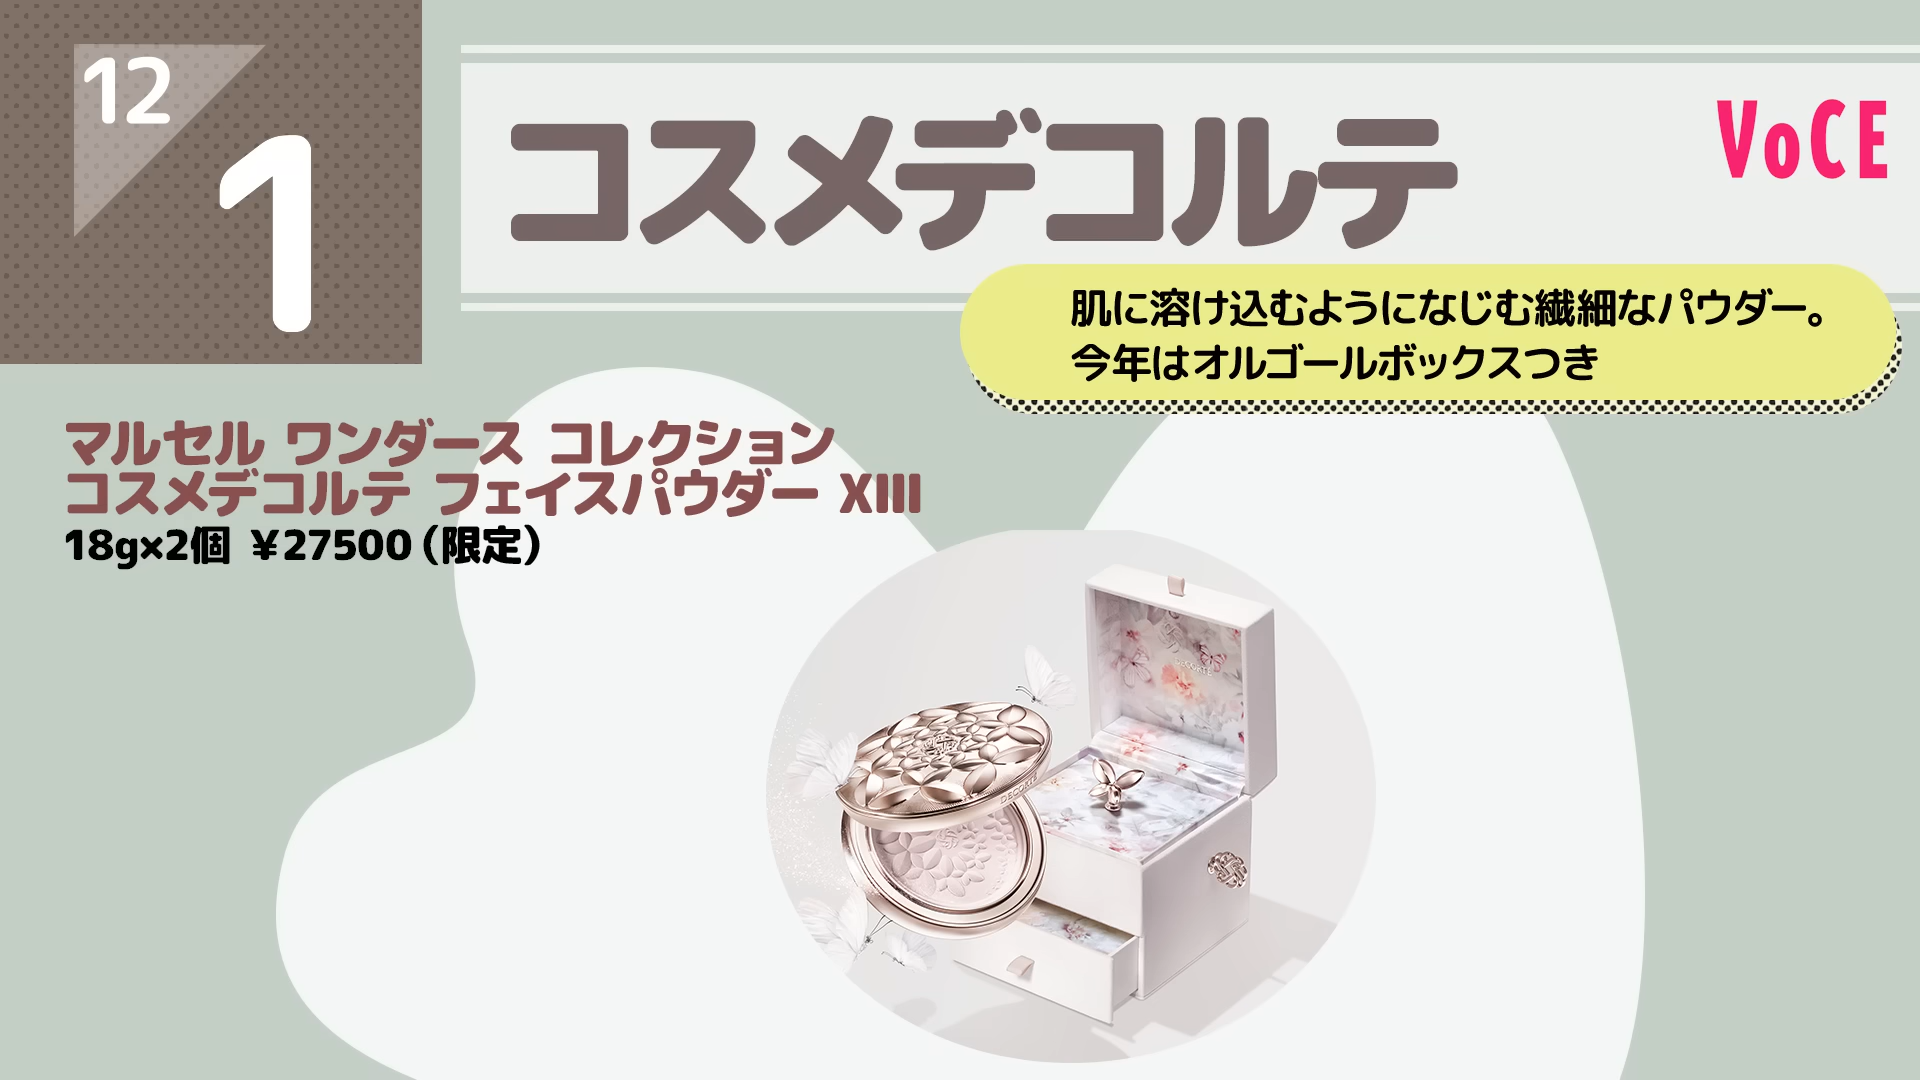 12
1
コスメデコルテ
VoCE
肌に溶け込むようになじむ繊細なパウダー。
今年はオルゴールボックスつき
マルセル ワンダース コレクション
コスメデコルテ フェイスパウダー XIII
18g×2個 ¥27500(限定)
DECORTÉ
DECORTÉ